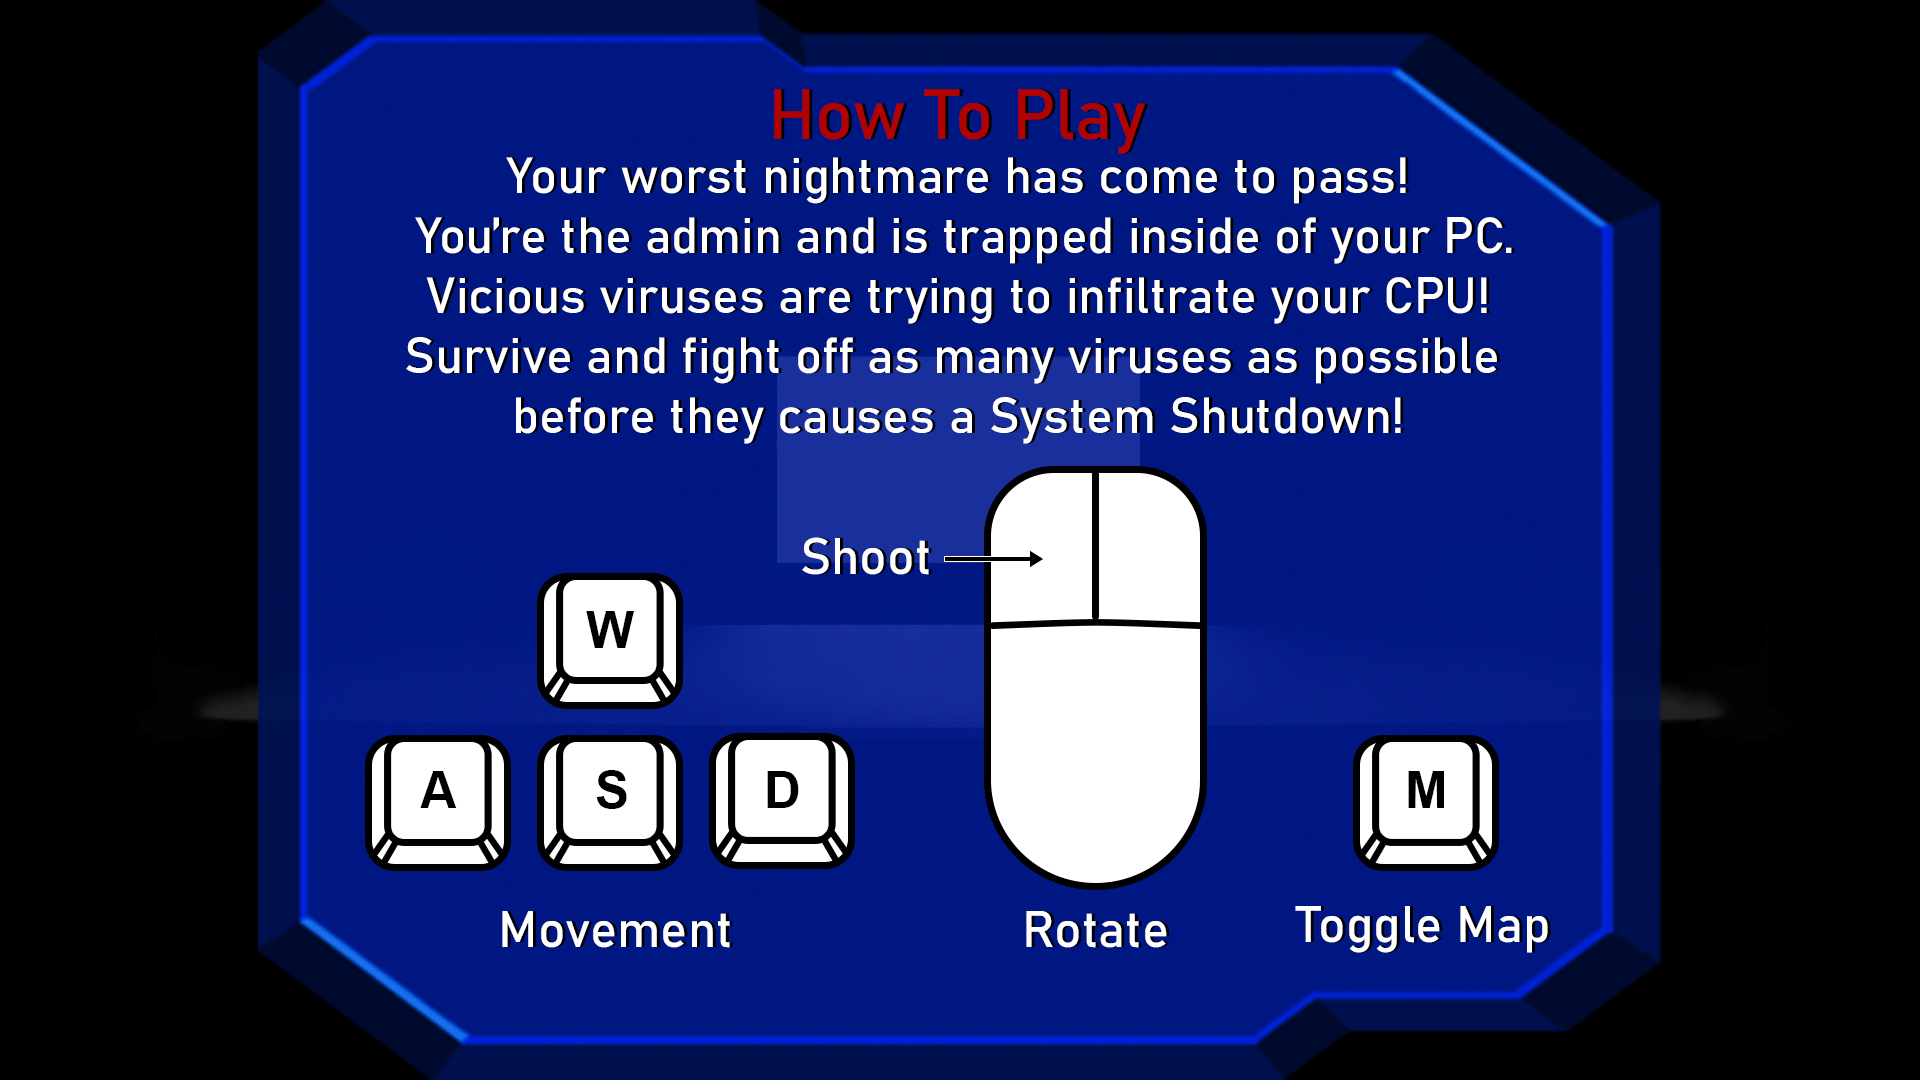 How To Play
Your worst nightmare has come to pass!
You're the admin and is trapped inside of your PC.
Vicious viruses are trying to infiltrate your CPU!
Survive and fight off as many viruses as possible
before they causes a System Shutdown!
Shoot
W
A S D
M
Movement
Rotate
Toggle Map